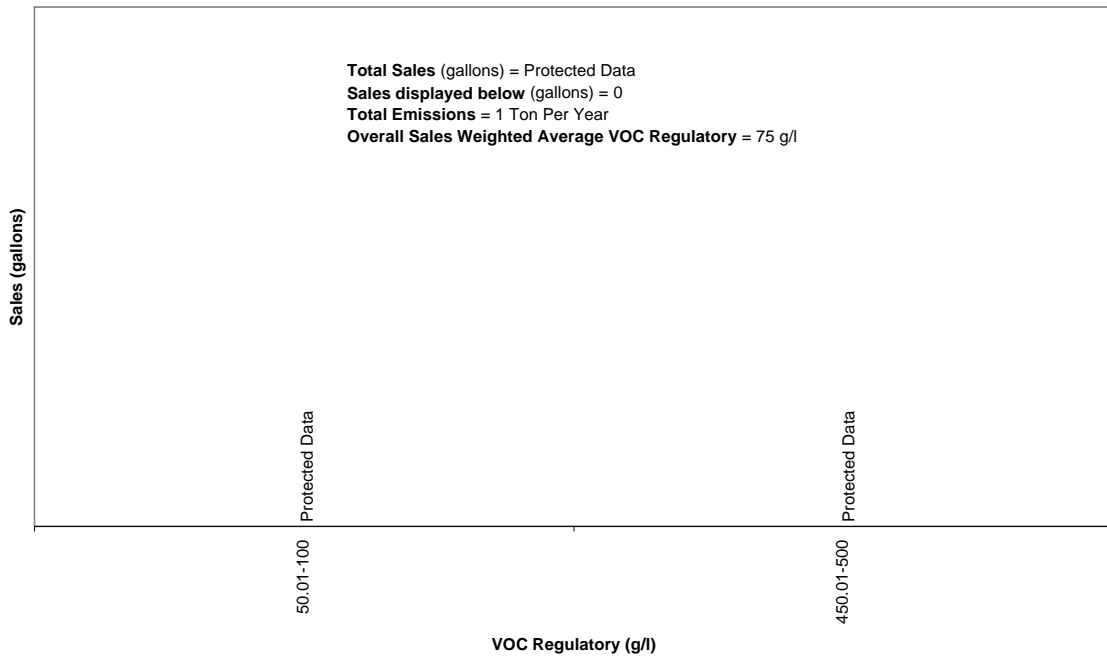 Total Sales (gallons) = Protected Data
Sales displayed below (gallons) = 0
Total Emissions = 1 Ton Per Year
Overall Sales Weighted Average VOC Regulatory = 75 g/l
Sales (gallons)
Protected Data
Protected Data
50.01-100
450.01-500
VOC Regulatory (g/l)